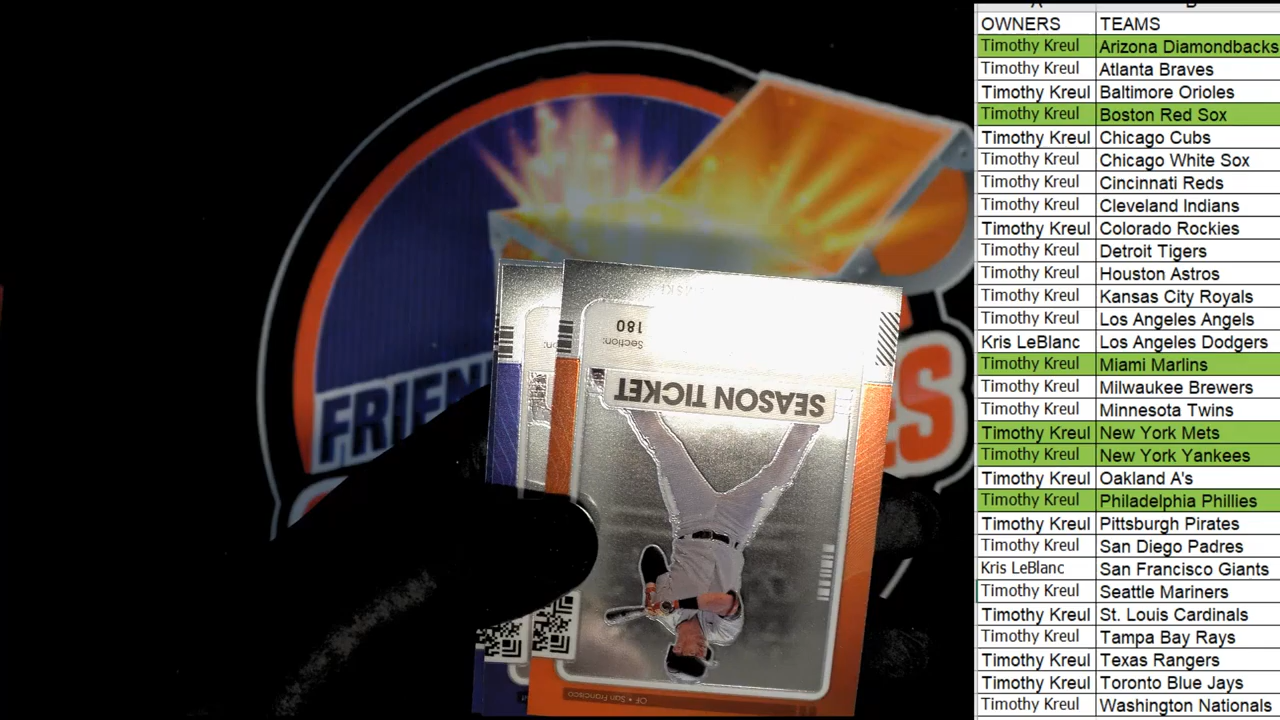 OWNERS TEAMS
Timothy Kreul Arizona Diamondbacks
Timothy Kreul Atlanta Braves
Timothy Kreul Baltimore Orioles
Timothy Kreul Boston Red Sox
Timothy Kreul Chicago Cubs
Timothy Kreul Chicago White Sox
Timothy Kreul Cincinnati Reds
Timothy Kreul Cleveland Indians
Timothy Kreul Colorado Rockies
Timothy Kreul Detroit Tigers
Timothy Kreul Houston Astros
Timothy Kreul Kansas City Royals
Timothy Kreul Los Angeles Angels
Kris LeBlanc Los Angeles Dodgers
Timothy Kreul Miami Marlins
Timothy Kreul Milwaukee Brewers
Timothy Kreul Minnesota Twins
Timothy Kreul New York Mets
Timothy Kreul New York Yankees
Timothy Kreul Oakland A's
Timothy Kreul Philadelphia Phillies
Timothy Kreul Pittsburgh Pirates
Timothy Kreul San Diego Padres
Kris LeBlanc San Francisco Giants
Timothy Kreul Seattle Mariners
Timothy Kreul St. Louis Cardinals
Timothy Kreul Tampa Bay Rays
Timothy Kreul Texas Rangers
Timothy Kreul Toronto Blue Jays
Timothy Kreul Washington Nationals
OF • San Francisco
SEASON TICKET
Section:
180